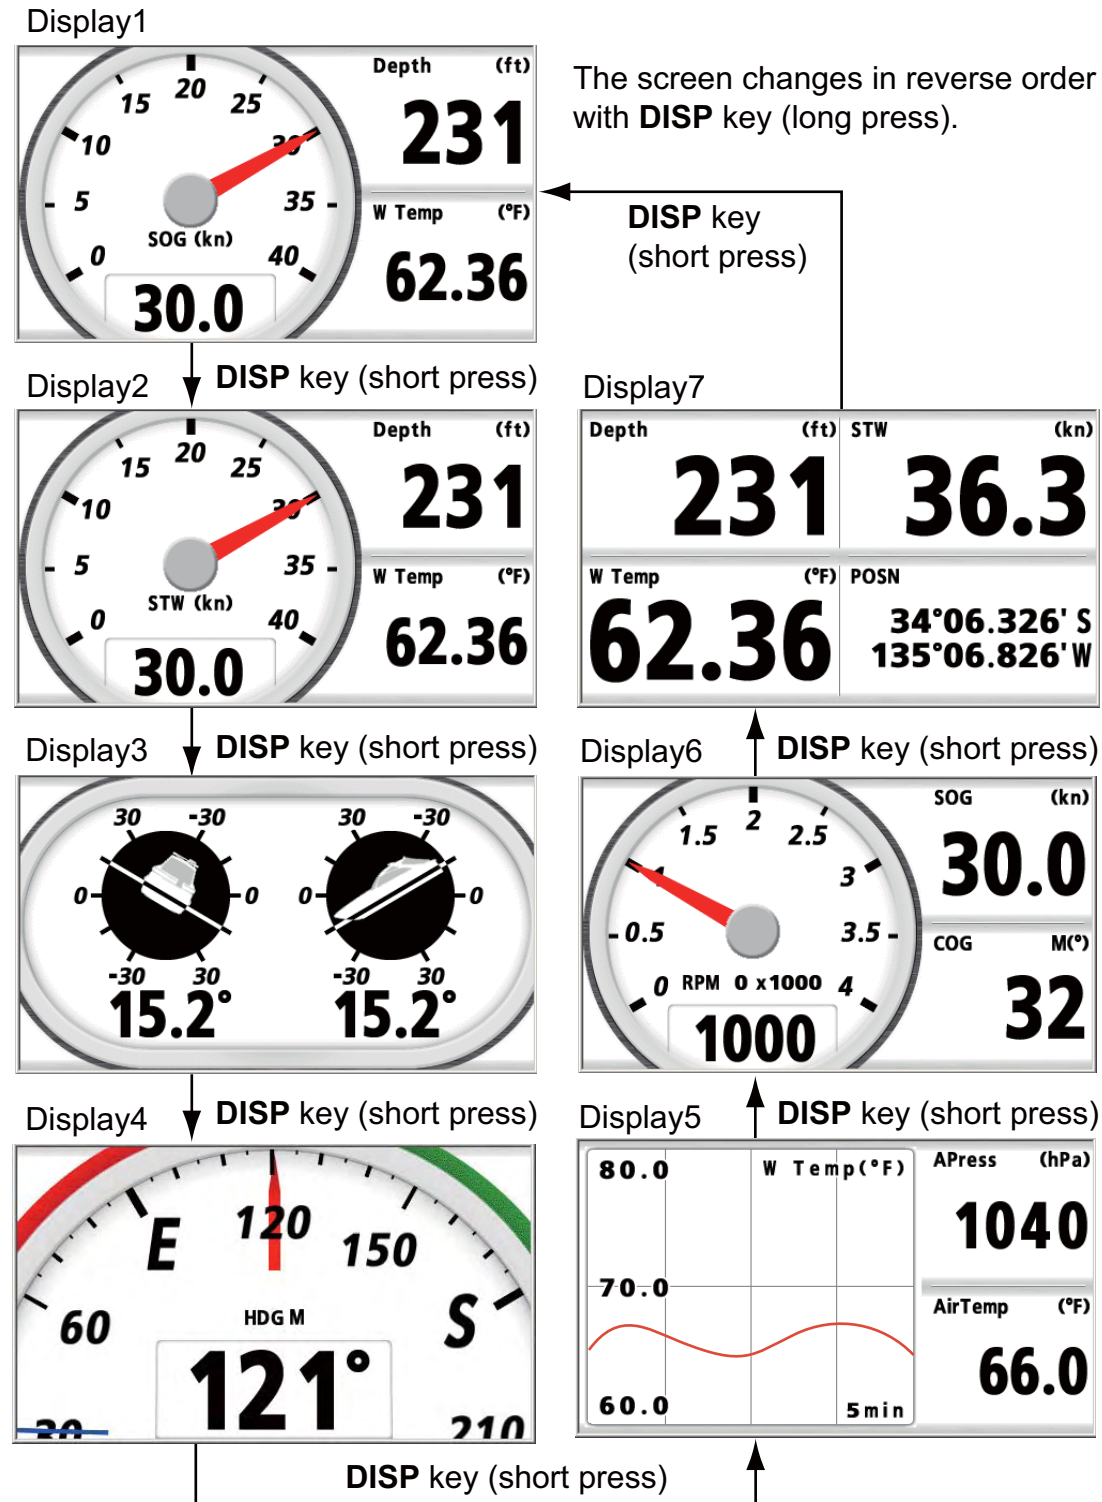 Display1
15
20
25
10
30
5
35
0
40
SOG (kn)
30.0
Depth (ft)
231
W Temp (°F)
62.36
The screen changes in reverse order
with DISP key (long press).
DISP key
(short press)
DISP key (short press)
Display2
15
20
25
10
30
5
35
0
40
STW (kn)
30.0
Depth (ft)
231
W Temp (°F)
62.36
DISP key (short press)
Display3
30 -30
0 0
-30 30
15.2°
30 -30
0 0
-30 30
15.2°
DISP key (short press)
Display4
E
120
150
60
S
HDG M
121°
30
210
DISP key (short press)
Display5
80.0
W Temp(°F)
70.0
60.0
5min
APress (hPa)
1040
AirTemp (°F)
66.0
DISP key (short press)
Display6
1.5
2
2.5
1
3
0.5
3.5
0
4
RPM 0 x1000
1000
SOG (kn)
30.0
COG M(°)
32
DISP key (short press)
Display7
Depth (ft)
231
STW (kn)
36.3
W Temp (°F)
62.36
POSN
34°06.326' S
135°06.826'W